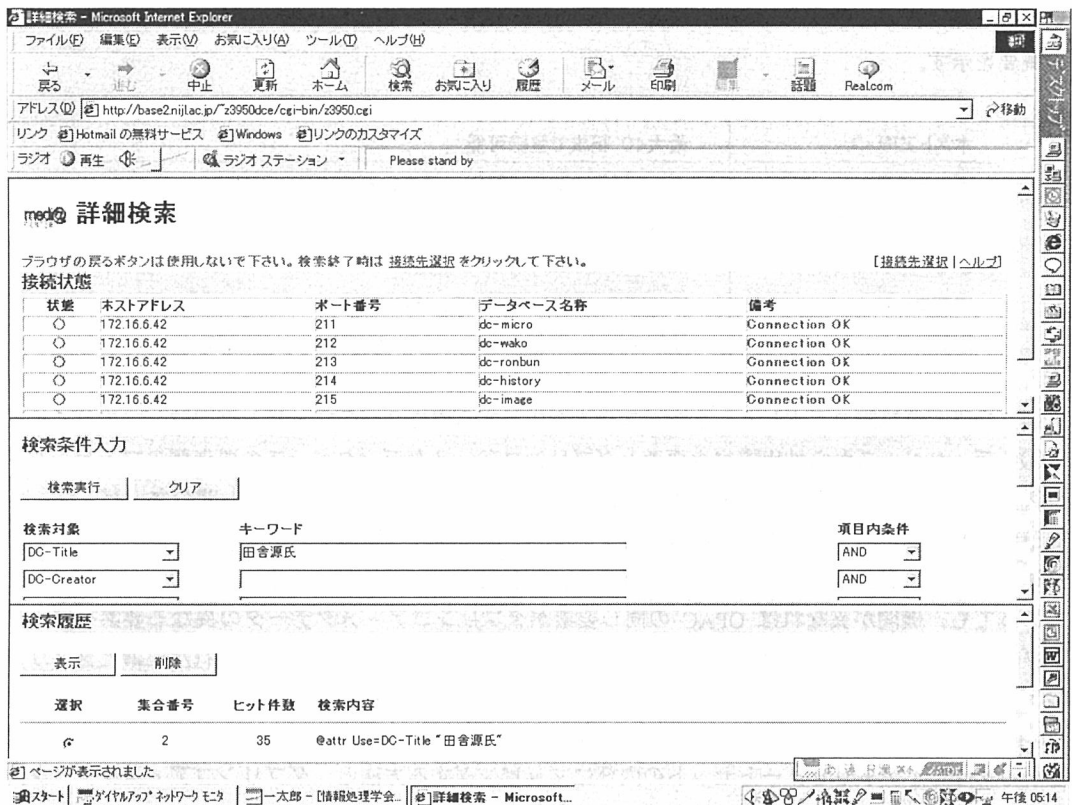 詳細検索 - Microsoft Internet Explorer
ファイル(F) 編集(E) 表示(V) お気に入り(A) ツール(T) ヘルプ(H)
戻る 進む 中止 更新 ホーム 検索 お気に入り 履歴 メール 印刷 編集 話題 Real.com
アドレス(D) http://base2.nijl.ac.jp/~z3950dce/cgi-bin/z3950.cgi 移動
リンク Hotmail の無料サービス Windows リンクのカスタマイズ
ラジオ 再生 ラジオ ステーション Please stand by
詳細検索
ブラウザの戻るボタンは使用しないで下さい。検索終了時は 接続先選択 をクリックして下さい。 [接続先選択 | ヘルプ]
接続状態
状態 ホストアドレス ポート番号 データベース名称 備考
○ 172.16.6.42 211 dc-micro Connection OK
○ 172.16.6.42 212 dc-wako Connection OK
○ 172.16.6.42 213 dc-ronbun Connection OK
○ 172.16.6.42 214 dc-history Connection OK
○ 172.16.6.42 215 dc-image Connection OK
検索条件入力
検索実行 クリア
検索対象 キーワード 項目内条件
DC-Title 田舎源氏 AND
DC-Creator AND
検索履歴
表示 削除
選択 集合番号 ヒット件数 検索内容
2 35 @attr Use=DC-Title "田舎源氏"
ページが表示されました
スタート ダイヤルアップ ネットワーク モニタ 一太郎 - [情報処理学会... 詳細検索 - Microsoft... 午後 05:14
デスクトップ